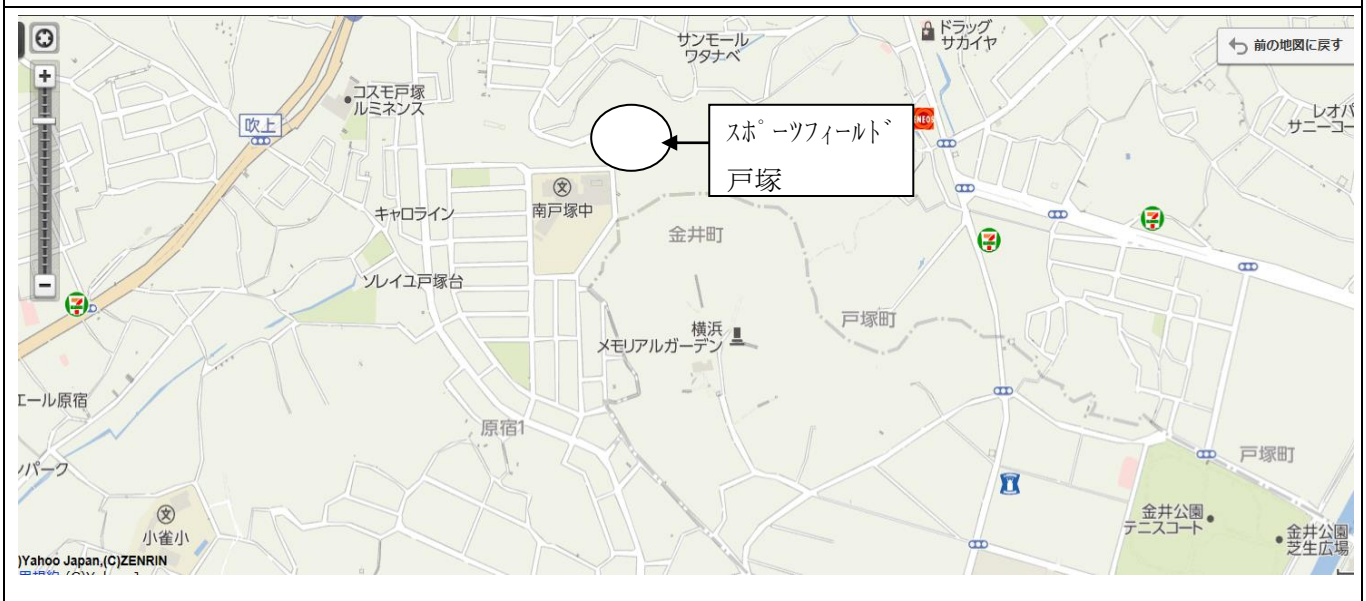 サンモール
ワタナベ
ドラッグ
サカイヤ
前の地図に戻す
コスモ戸塚
ルミネンス
吹上
スポーツフィールド
戸塚
ENEOS
レオパ
サニーコー
文
南戸塚中
キャロライン
金井町
ソレイユ戸塚台
戸塚町
横浜
メモリアルガーデン
エール原宿
原宿1
パーク
戸塚町
文
小雀小
金井公園
テニスコート
金井公園
芝生広場
)Yahoo Japan,(C)ZENRIN